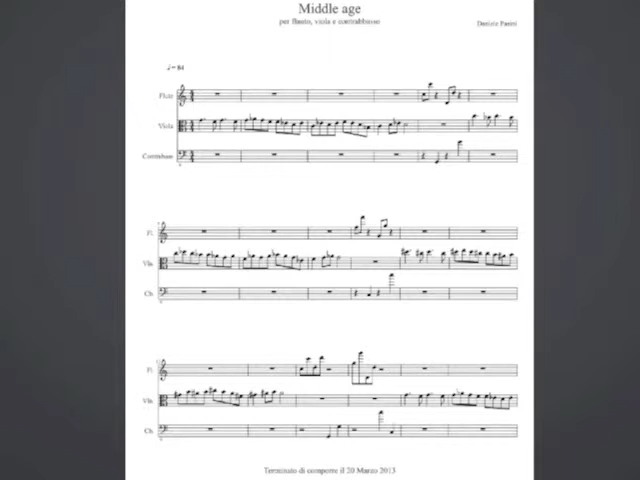 Middle age
per flauto, viola e contrabbasso
Daniele Panini
♩ = 84
Flute
Viola
Contrabass
Fl.
Vla.
Cb.
Fl.
Vla.
Cb.
Terminato di comporre il 20 Marzo 2013